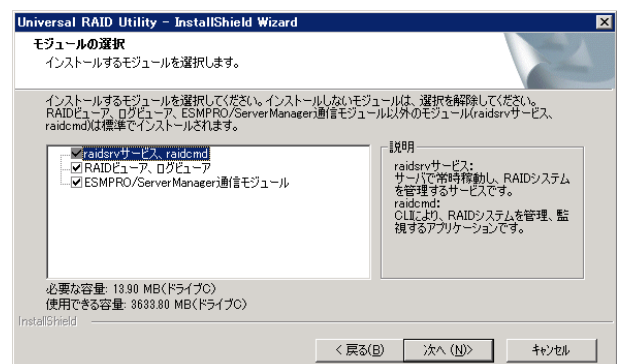 Universal RAID Utility - InstallShield Wizard
モジュールの選択
インストールするモジュールを選択します。
インストールするモジュールを選択してください。インストールしないモジュールは、選択を解除してください。
RAIDビューア、ログビューア、ESMPRO/ServerManager通信モジュール以外のモジュール(raidsrvサービス、
raidcmd)は標準でインストールされます。
raidsrvサービス、raidcmd
RAIDビューア、ログビューア
ESMPRO/ServerManager通信モジュール
説明
raidsrvサービス:
サーバで常時稼動し、RAIDシステム
を管理するサービスです。
raidcmd:
CLIにより、RAIDシステムを管理、監
視するアプリケーションです。
必要な容量: 13.90 MB(ドライブC)
使用できる容量: 3633.80 MB(ドライブC)
InstallShield
< 戻る(B)
次へ (N)>
キャンセル